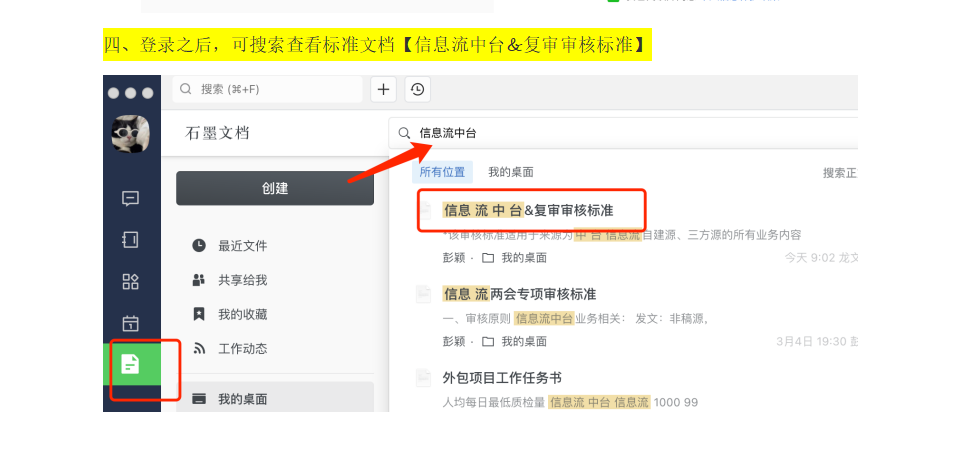 四、登录之后，可搜索查看标准文档【信息流中台&复审审核标准】
搜索 (⌘+F)
石墨文档
信息流中台
所有位置 我的桌面 搜索正
创建
信息 流 中 台&复审审核标准
*该审核标准适用于来源为 中 台 信息流 自建源、三方源的所有业务内容
最近文件
彭颖 · 我的桌面 今天 9:02 龙文
共享给我
信息 流两会专项审核标准
我的收藏
一、审核原则 信息流中台业务相关： 发文：非稿源，
彭颖 · 我的桌面 3月4日 19:30
工作动态
外包项目工作任务书
我的桌面
人均每日最低质检量 信息流 中台 信息流 1000 99